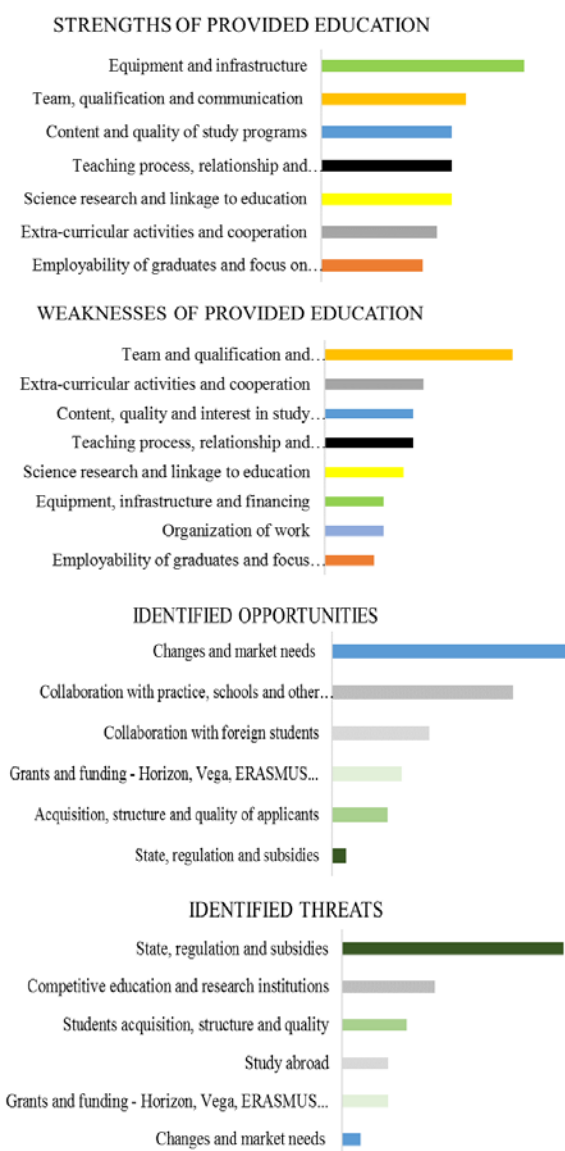 STRENGTHS OF PROVIDED EDUCATION
Equipment and infrastructure
Team, qualification and communication
Content and quality of study programs
Teaching process, relationship and…
Science research and linkage to education
Extra-curricular activities and cooperation
Employability of graduates and focus on…
WEAKNESSES OF PROVIDED EDUCATION
Team and qualification and…
Extra-curricular activities and cooperation
Content, quality and interest in study…
Teaching process, relationship and…
Science research and linkage to education
Equipment, infrastructure and financing
Organization of work
Employability of graduates and focus…
IDENTIFIED OPPORTUNITIES
Changes and market needs
Collaboration with practice, schools and other…
Collaboration with foreign students
Grants and funding - Horizon, Vega, ERASMUS...
Acquisition, structure and quality of applicants
State, regulation and subsidies
IDENTIFIED THREATS
State, regulation and subsidies
Competitive education and research institutions
Students acquisition, structure and quality
Study abroad
Grants and funding - Horizon, Vega, ERASMUS...
Changes and market needs